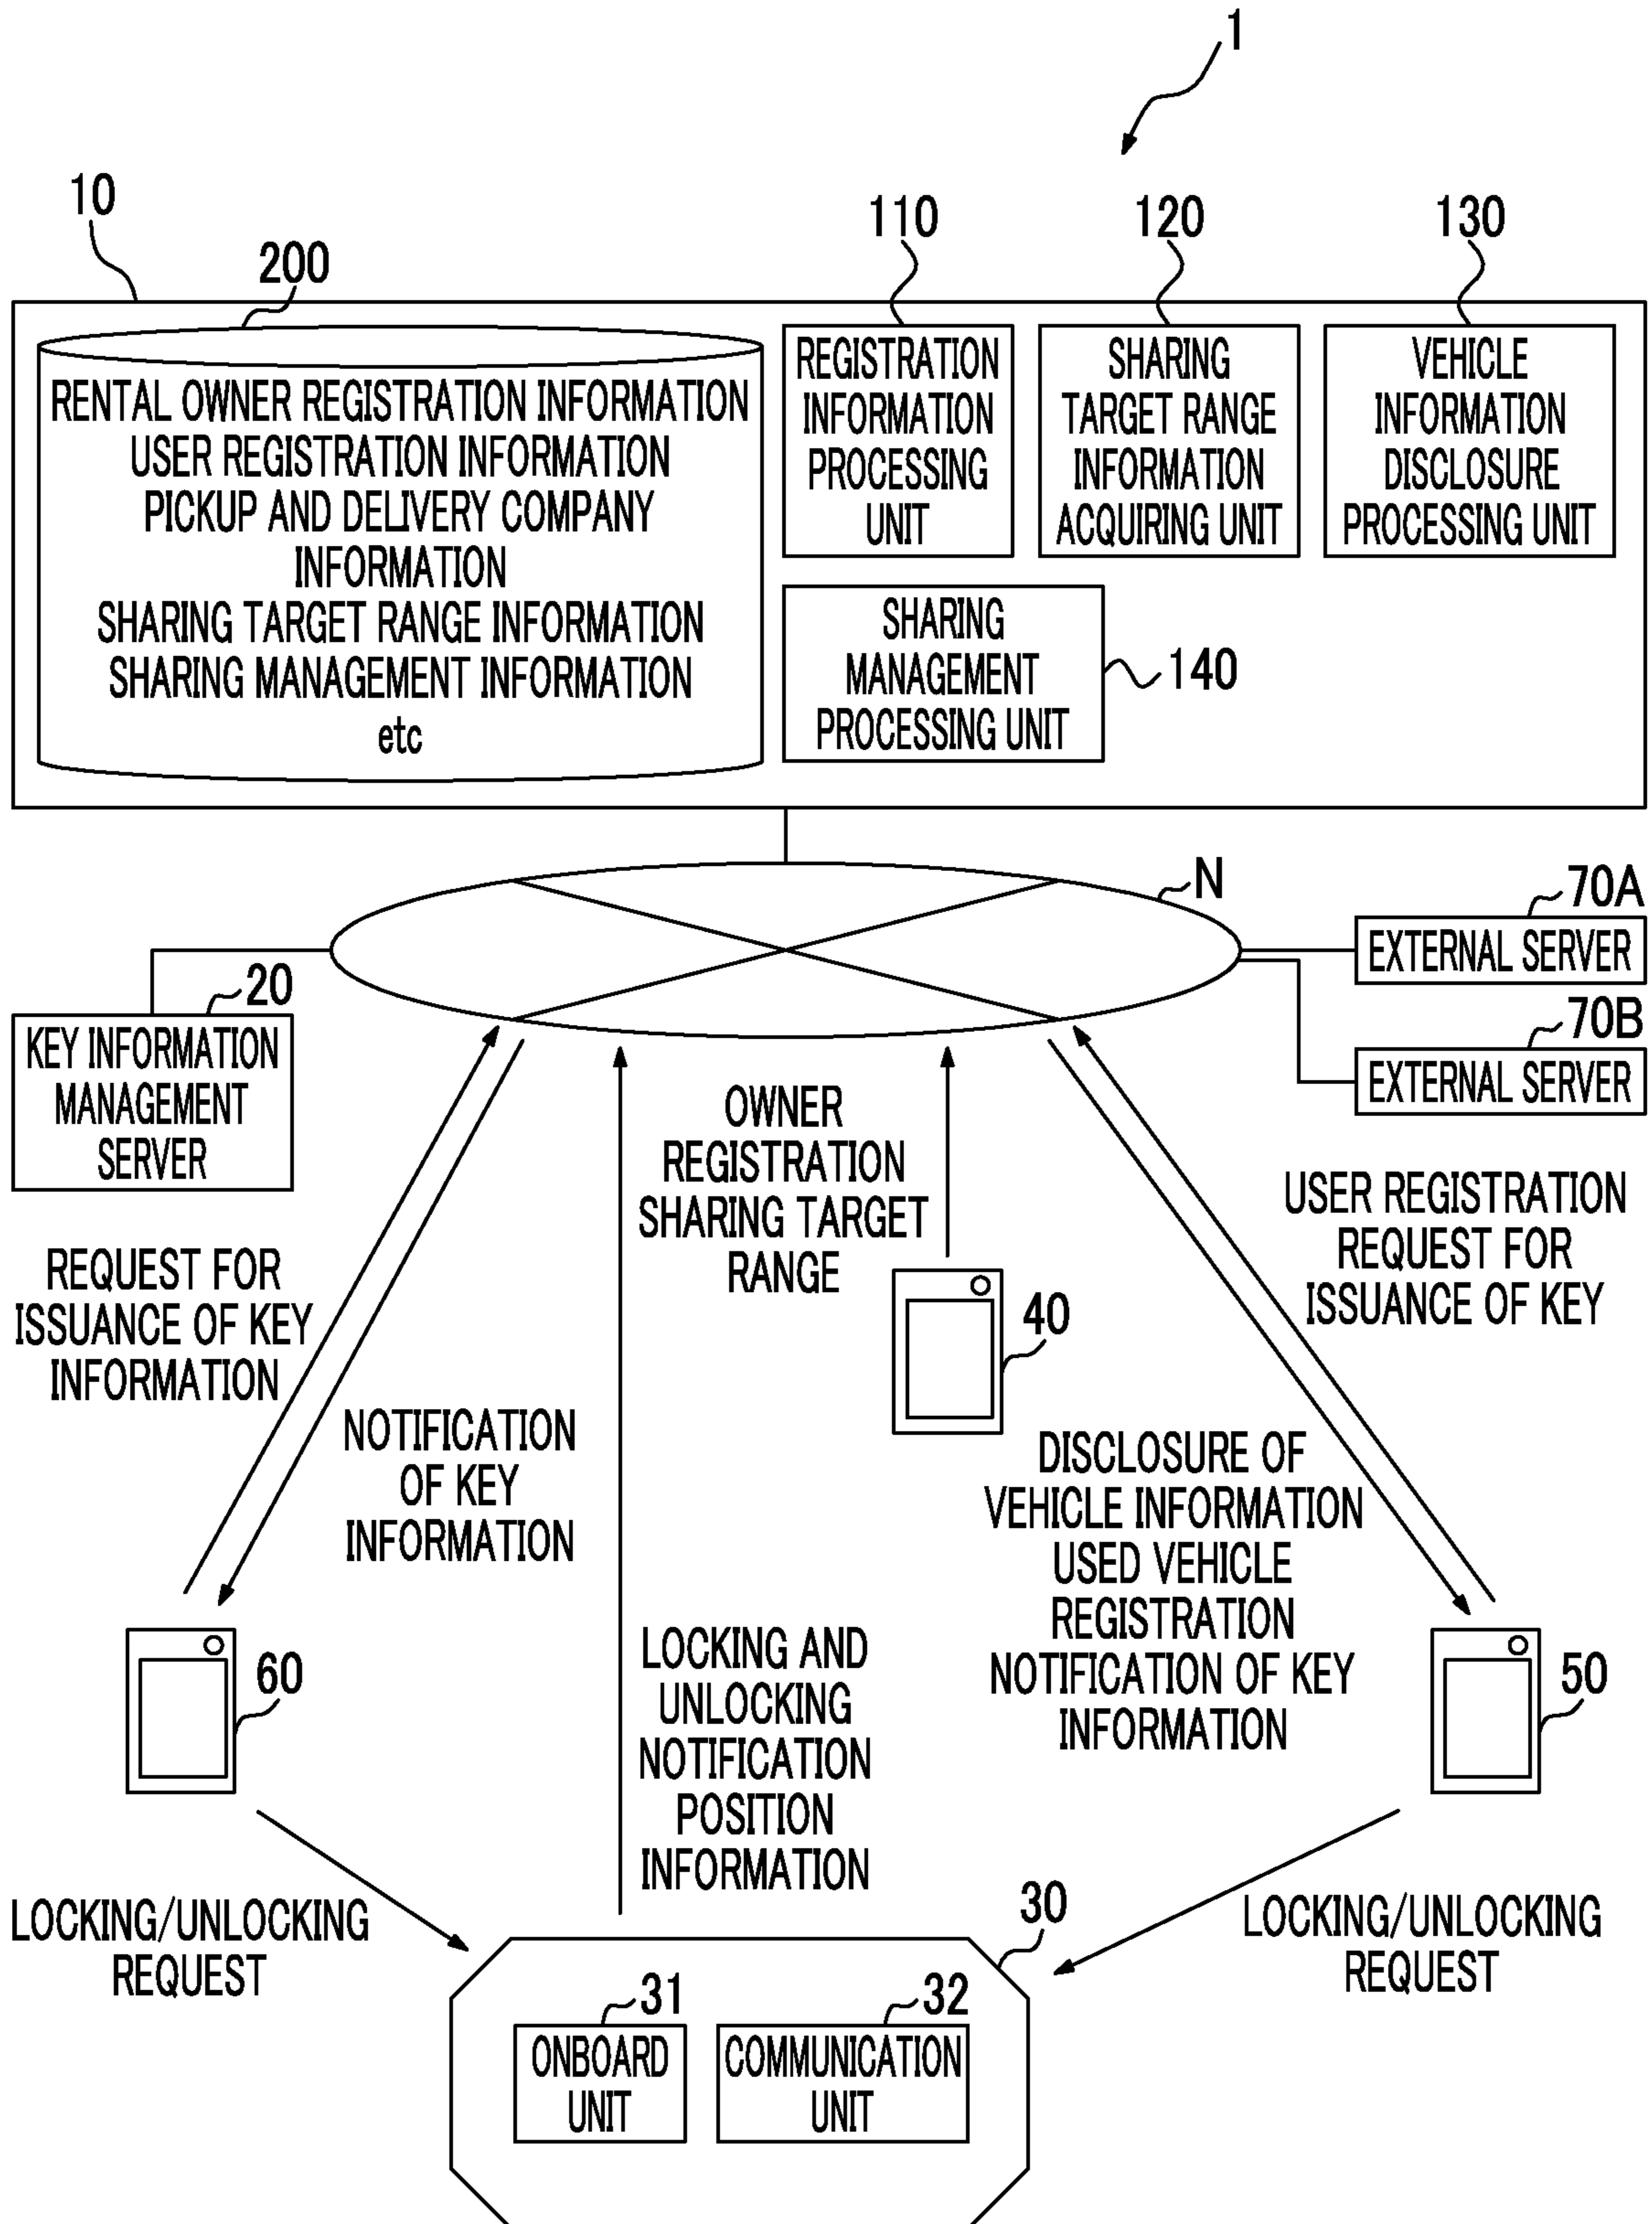 1
10
200
110
120
130
RENTAL OWNER REGISTRATION INFORMATION
USER REGISTRATION INFORMATION
PICKUP AND DELIVERY COMPANY
INFORMATION
SHARING TARGET RANGE INFORMATION
SHARING MANAGEMENT INFORMATION
etc
REGISTRATION
INFORMATION
PROCESSING
UNIT
SHARING
TARGET RANGE
INFORMATION
ACQUIRING UNIT
VEHICLE
INFORMATION
DISCLOSURE
PROCESSING UNIT
SHARING
MANAGEMENT
PROCESSING UNIT
140
N
70A
EXTERNAL SERVER
70B
EXTERNAL SERVER
20
KEY INFORMATION
MANAGEMENT
SERVER
OWNER
REGISTRATION
SHARING TARGET
RANGE
USER REGISTRATION
REQUEST FOR
ISSUANCE OF KEY
REQUEST FOR
ISSUANCE OF KEY
INFORMATION
40
NOTIFICATION
OF KEY
INFORMATION
DISCLOSURE OF
VEHICLE INFORMATION
USED VEHICLE
REGISTRATION
NOTIFICATION OF KEY
INFORMATION
60
LOCKING AND
UNLOCKING
NOTIFICATION
POSITION
INFORMATION
50
LOCKING/UNLOCKING
REQUEST
30
LOCKING/UNLOCKING
REQUEST
31
ONBOARD
UNIT
32
COMMUNICATION
UNIT